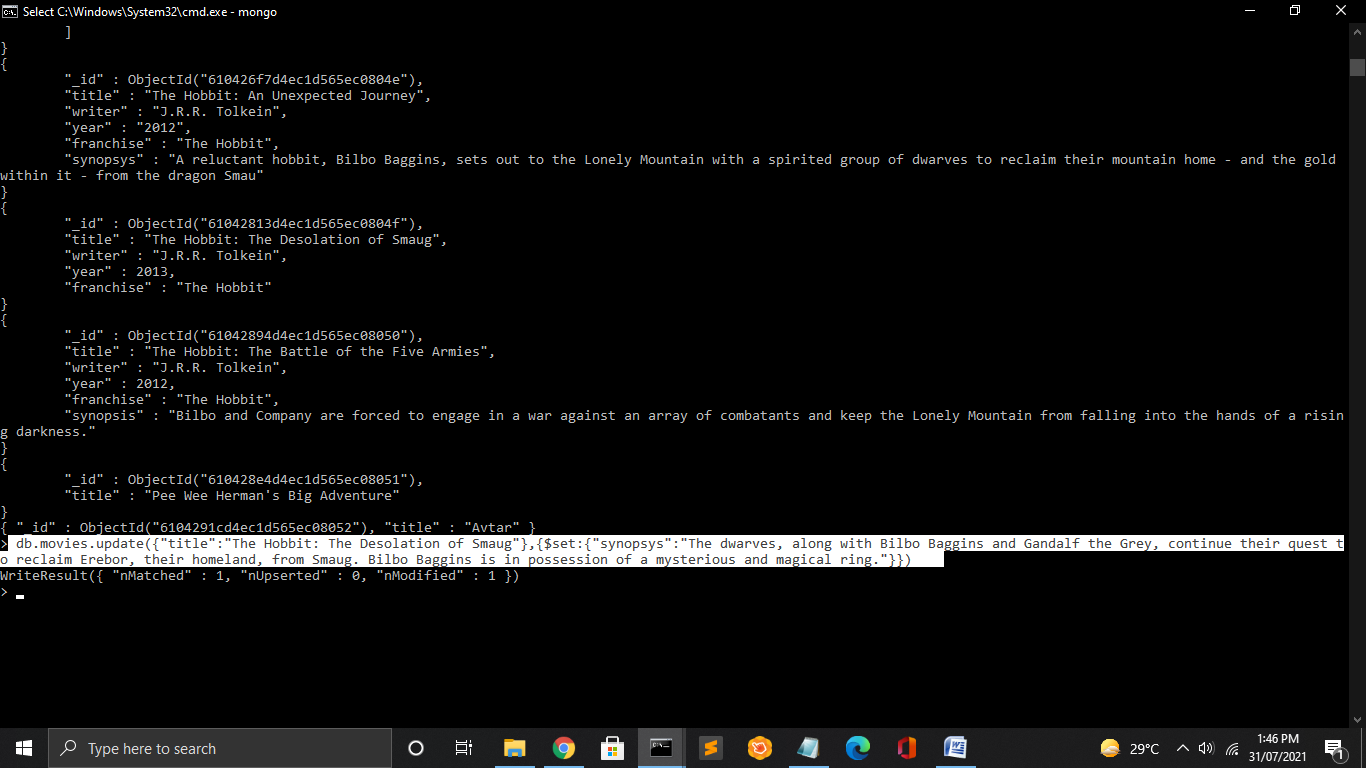 Select C:\Windows\System32\cmd.exe - mongo
]
}
{
"_id" : ObjectId("610426f7d4ec1d565ec0804e"),
"title" : "The Hobbit: An Unexpected Journey",
"writer" : "J.R.R. Tolkein",
"year" : "2012",
"franchise" : "The Hobbit",
"synopsys" : "A reluctant hobbit, Bilbo Baggins, sets out to the Lonely Mountain with a spirited group of dwarves to reclaim their mountain home - and the gold
within it - from the dragon Smau"
}
{
"_id" : ObjectId("61042813d4ec1d565ec0804f"),
"title" : "The Hobbit: The Desolation of Smaug",
"writer" : "J.R.R. Tolkein",
"year" : 2013,
"franchise" : "The Hobbit"
}
{
"_id" : ObjectId("61042894d4ec1d565ec08050"),
"title" : "The Hobbit: The Battle of the Five Armies",
"writer" : "J.R.R. Tolkein",
"year" : 2012,
"franchise" : "The Hobbit",
"synopsis" : "Bilbo and Company are forced to engage in a war against an array of combatants and keep the Lonely Mountain from falling into the hands of a risin
g darkness."
}
{
"_id" : ObjectId("610428e4d4ec1d565ec08051"),
"title" : "Pee Wee Herman's Big Adventure"
}
{ "_id" : ObjectId("6104291cd4ec1d565ec08052"), "title" : "Avtar" }
> db.movies.update({"title":"The Hobbit: The Desolation of Smaug"},{$set:{"synopsys":"The dwarves, along with Bilbo Baggins and Gandalf the Grey, continue their quest t
o reclaim Erebor, their homeland, from Smaug. Bilbo Baggins is in possession of a mysterious and magical ring."}})
WriteResult({ "nMatched" : 1, "nUpserted" : 0, "nModified" : 1 })
>
Type here to search
29°C
1:46 PM
31/07/2021
1